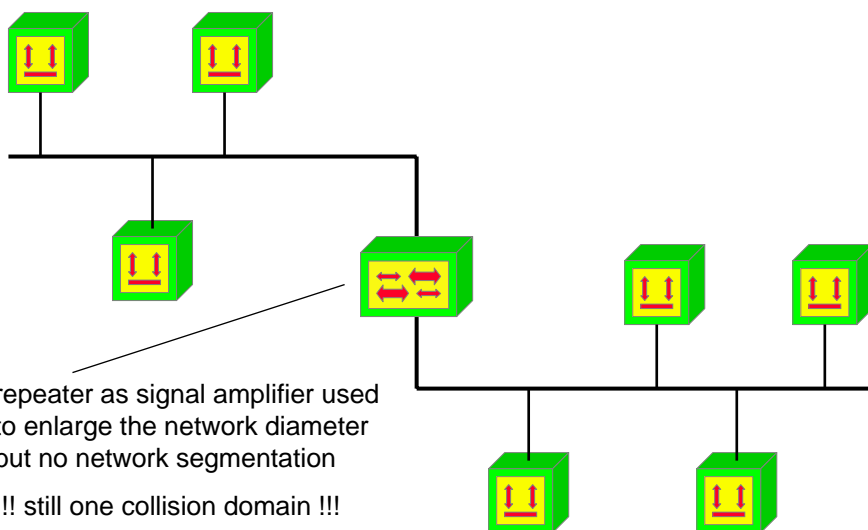 repeater as signal amplifier used
to enlarge the network diameter
but no network segmentation
!! still one collision domain !!!